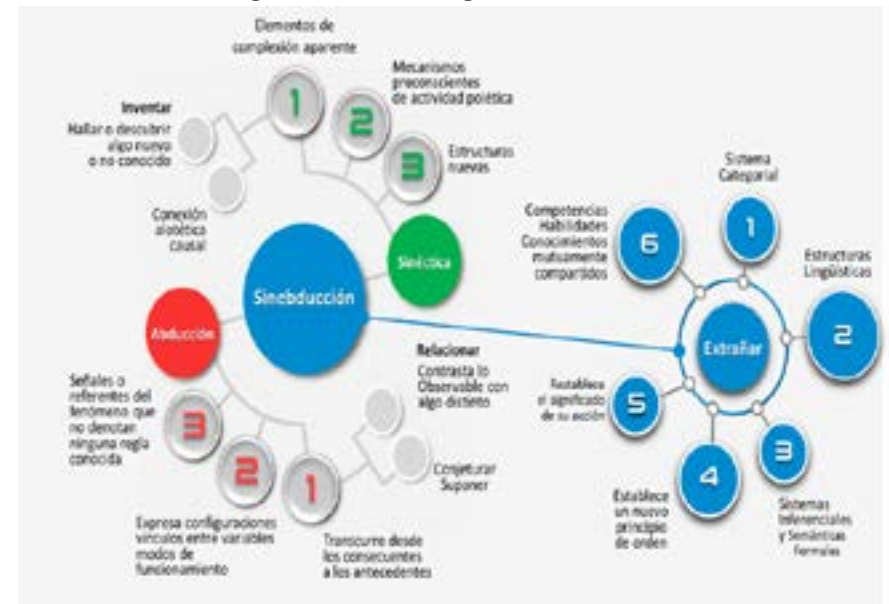 Elementos de
complexión aparente
1
Mecanismos
preconscientes
de actividad poiética
2
Inventar
Hallar o descubrir
algo nuevo
o no conocido
Estructuras
nuevas
3
Conexión
causal
Sinéctica
Sinebducción
Abducción
Señales o
referentes del
fenómeno que
no denotan
ninguna regla
conocida
3
2
1
Expresa configuraciones
vínculos entre variables
modos de
funcionamiento
Transcurre desde
los consecuentes
a los antecedentes
Relacionar
Contrasta lo
Observable con
algo distinto
Conjeturar
Suponer
Sistema
Categorial
1
Competencias
Habilidades
Conocimientos
mutuamente
compartidos
6
Estructuras
Lingüísticas
2
Extrañar
Restablece
el significado
de su acción
5
4
3
Establece
un nuevo
principio
de orden
Sistemas
Inferenciales
y Semánticas
Formales